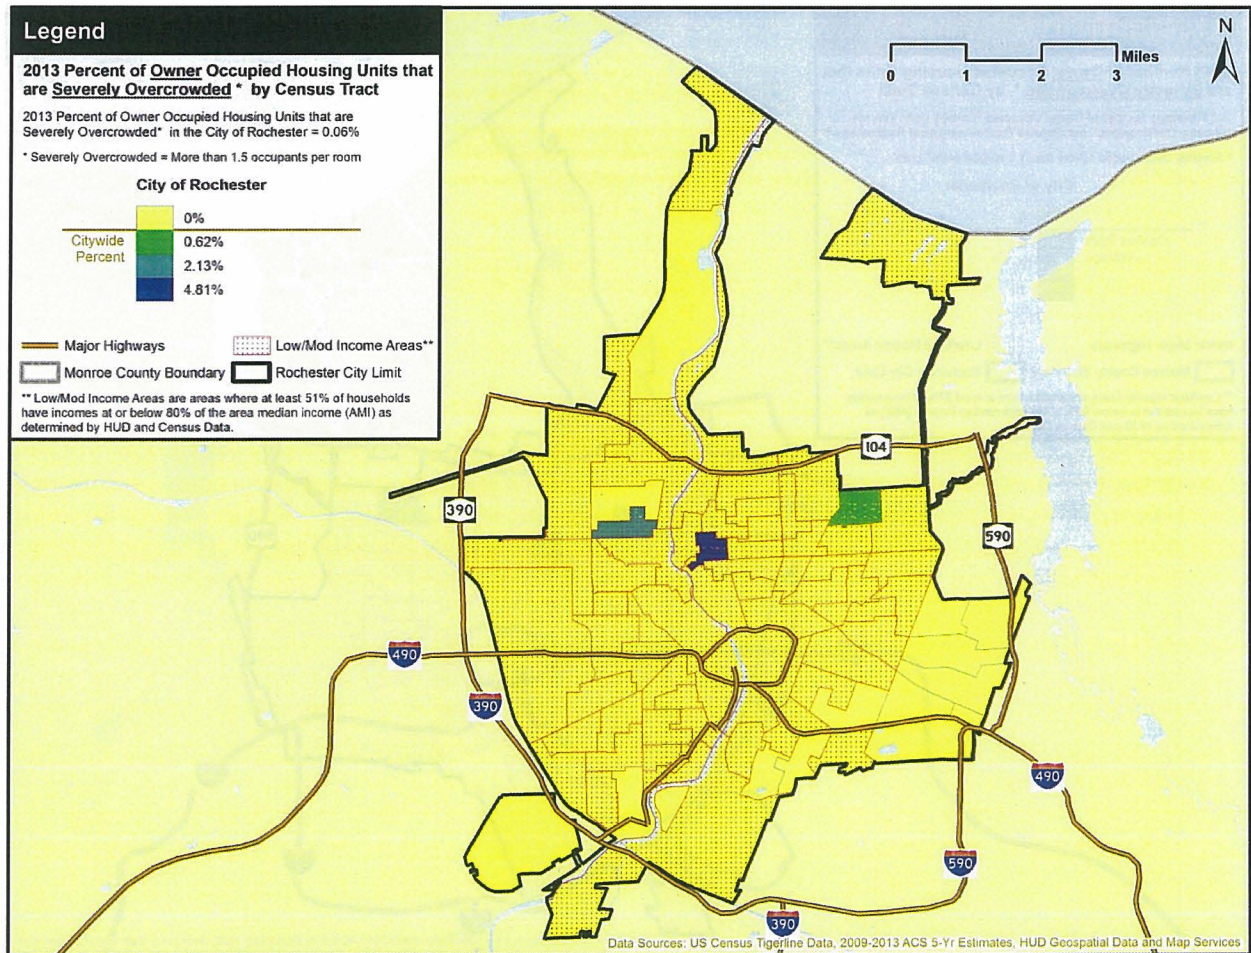 Legend
2013 Percent of Owner Occupied Housing Units that
are Severely Overcrowded * by Census Tract
2013 Percent of Owner Occupied Housing Units that are
Severely Overcrowded* in the City of Rochester = 0.06%
* Severely Overcrowded = More than 1.5 occupants per room
City of Rochester
0%
Citywide
Percent
0.62%
2.13%
4.81%
Major Highways
Low/Mod Income Areas**
Monroe County Boundary
Rochester City Limit
** Low/Mod Income Areas are areas where at least 51% of households
have incomes at or below 80% of the area median income (AMI) as
determined by HUD and Census Data.
N
Miles
0 1 2 3
104
390
590
490
390
490
590
390
Data Sources: US Census Tigerline Data, 2009-2013 ACS 5-Yr Estimates, HUD Geospatial Data and Map Services